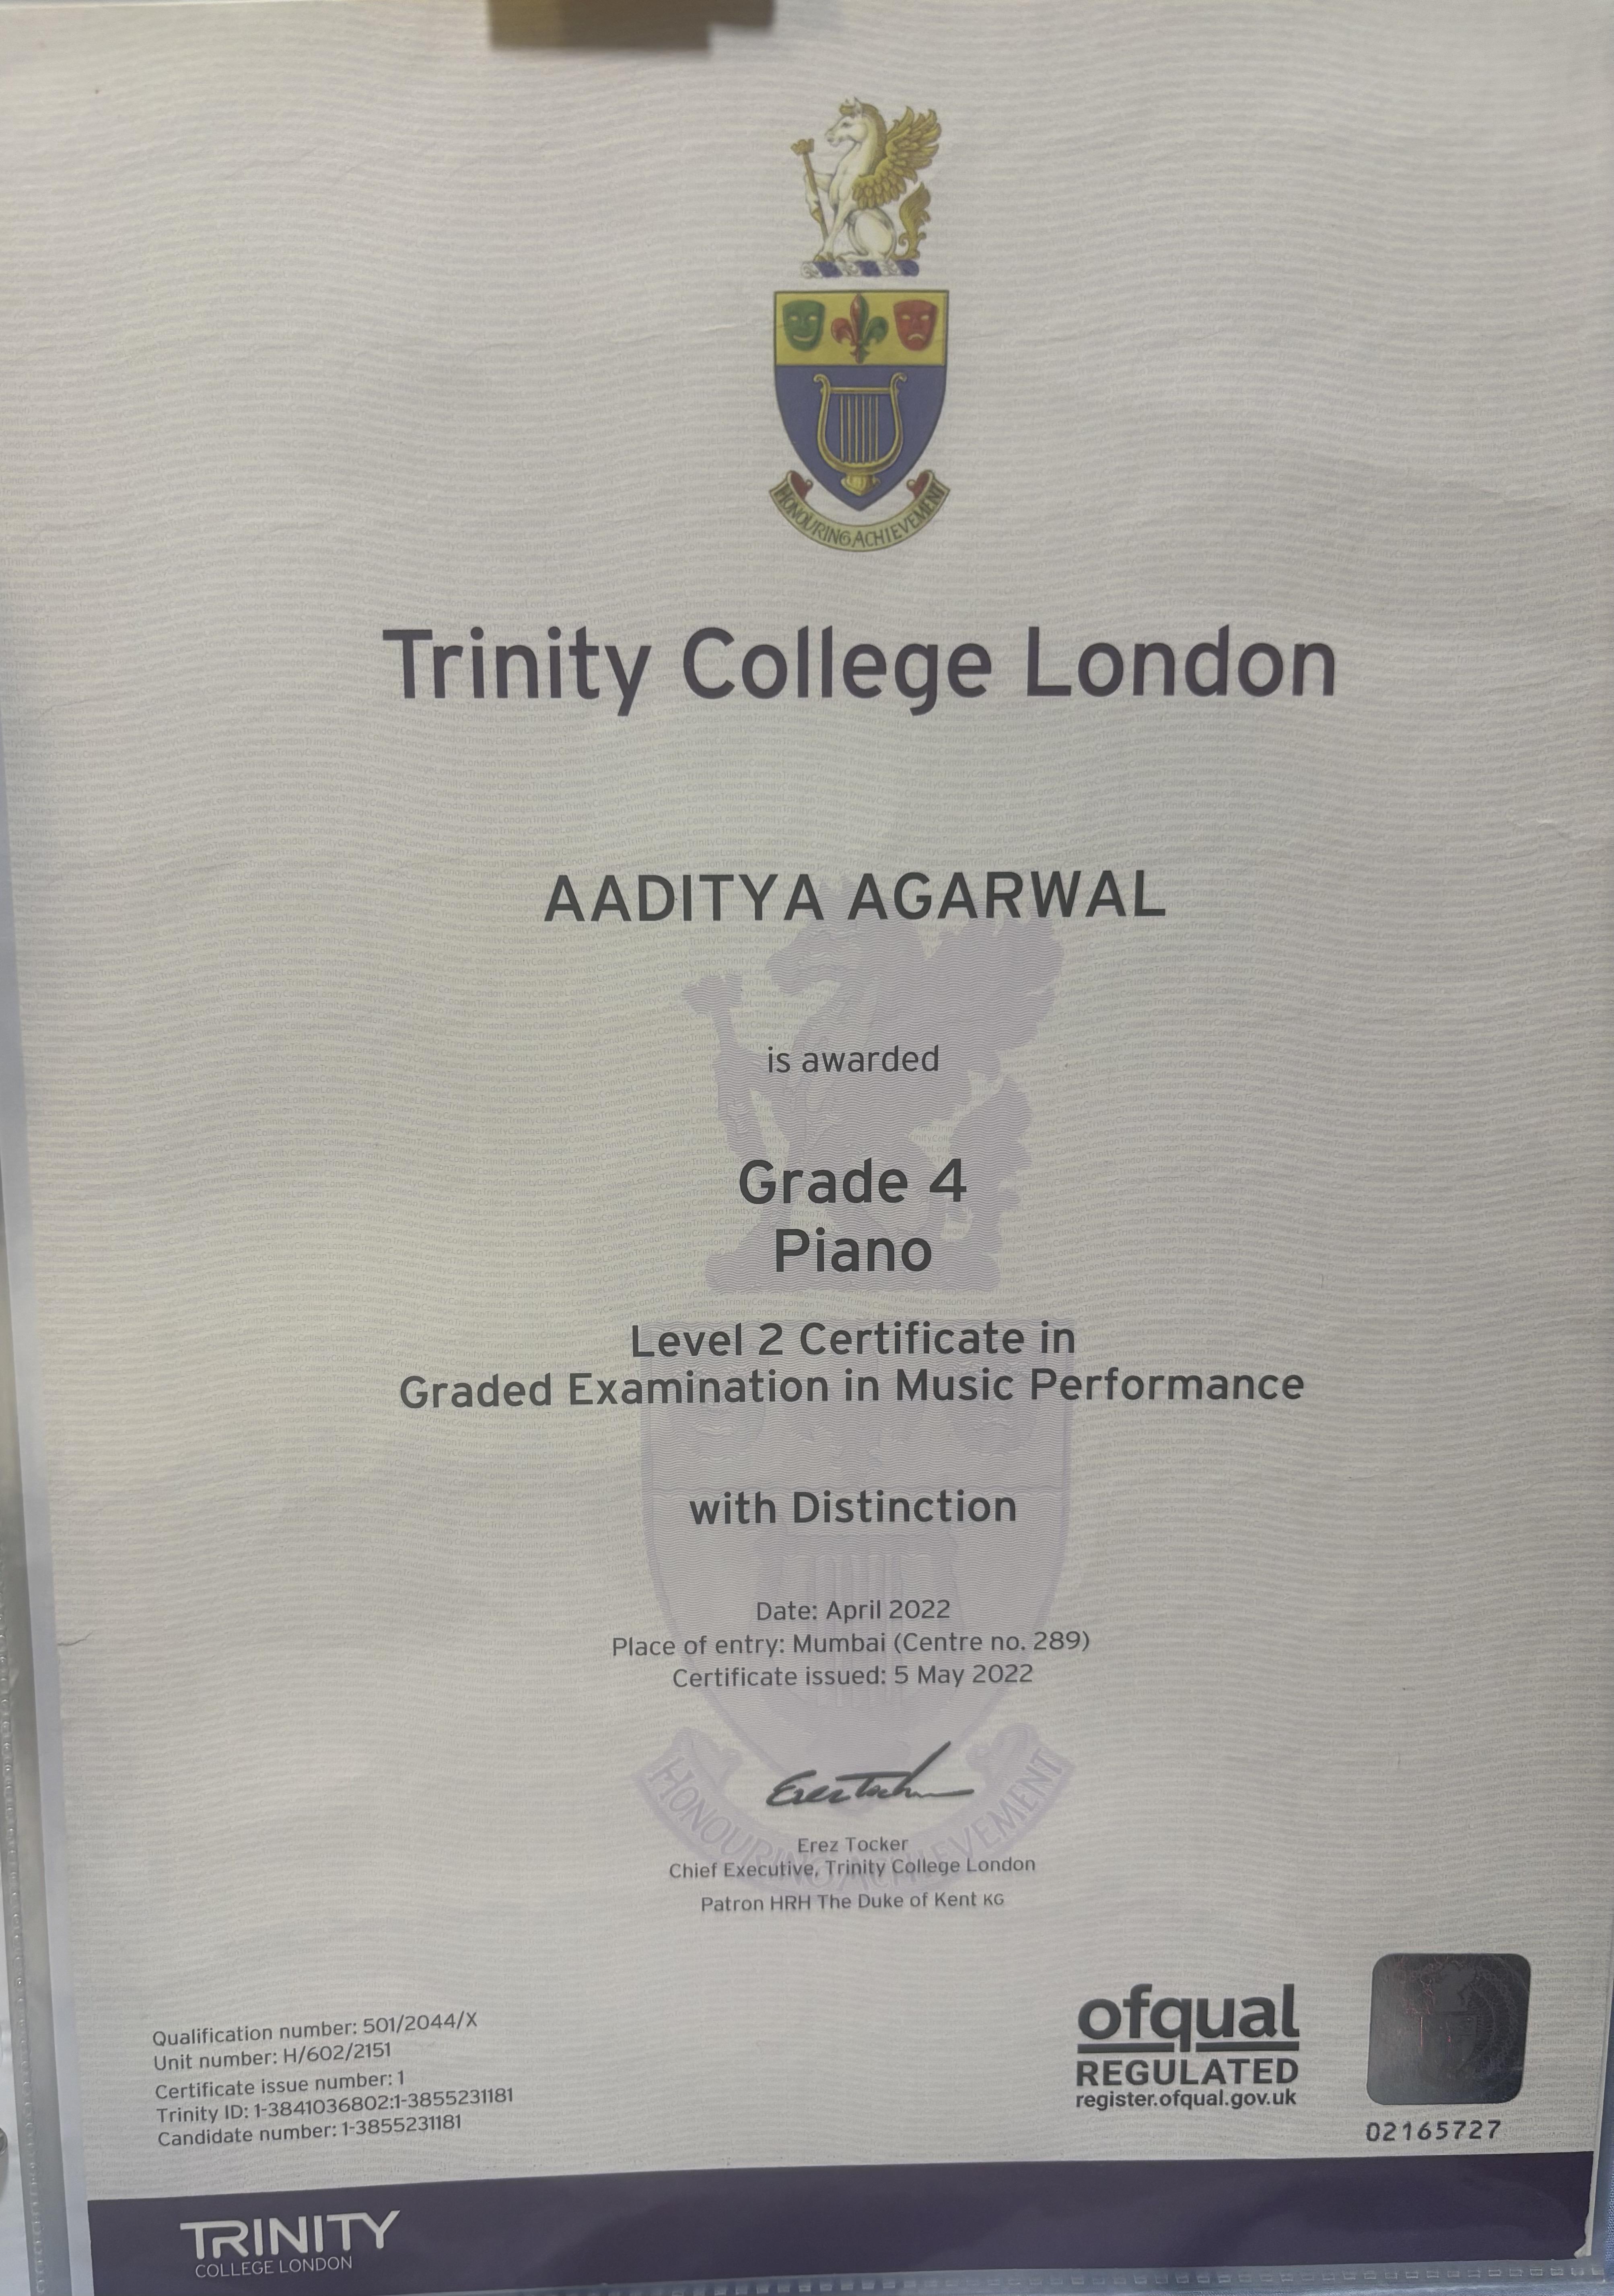 HONOURING ACHIEVEMENT
Trinity College London
AADITYA AGARWAL
is awarded
Grade 4
Piano
Level 2 Certificate in
Graded Examination in Music Performance
with Distinction
Date: April 2022
Place of entry: Mumbai (Centre no. 289)
Certificate issued: 5 May 2022
Erez Tocker
HONOURING ACHIEVEMENT
Erez Tocker
Chief Executive, Trinity College London
Patron HRH The Duke of Kent KG
Qualification number: 501/2044/X
Unit number: H/602/2151
Certificate issue number: 1
Trinity ID: 1-3841036802:1-3855231181
Candidate number: 1-3855231181
ofqual
REGULATED
register.ofqual.gov.uk
02165727
TRINITY
COLLEGE LONDON